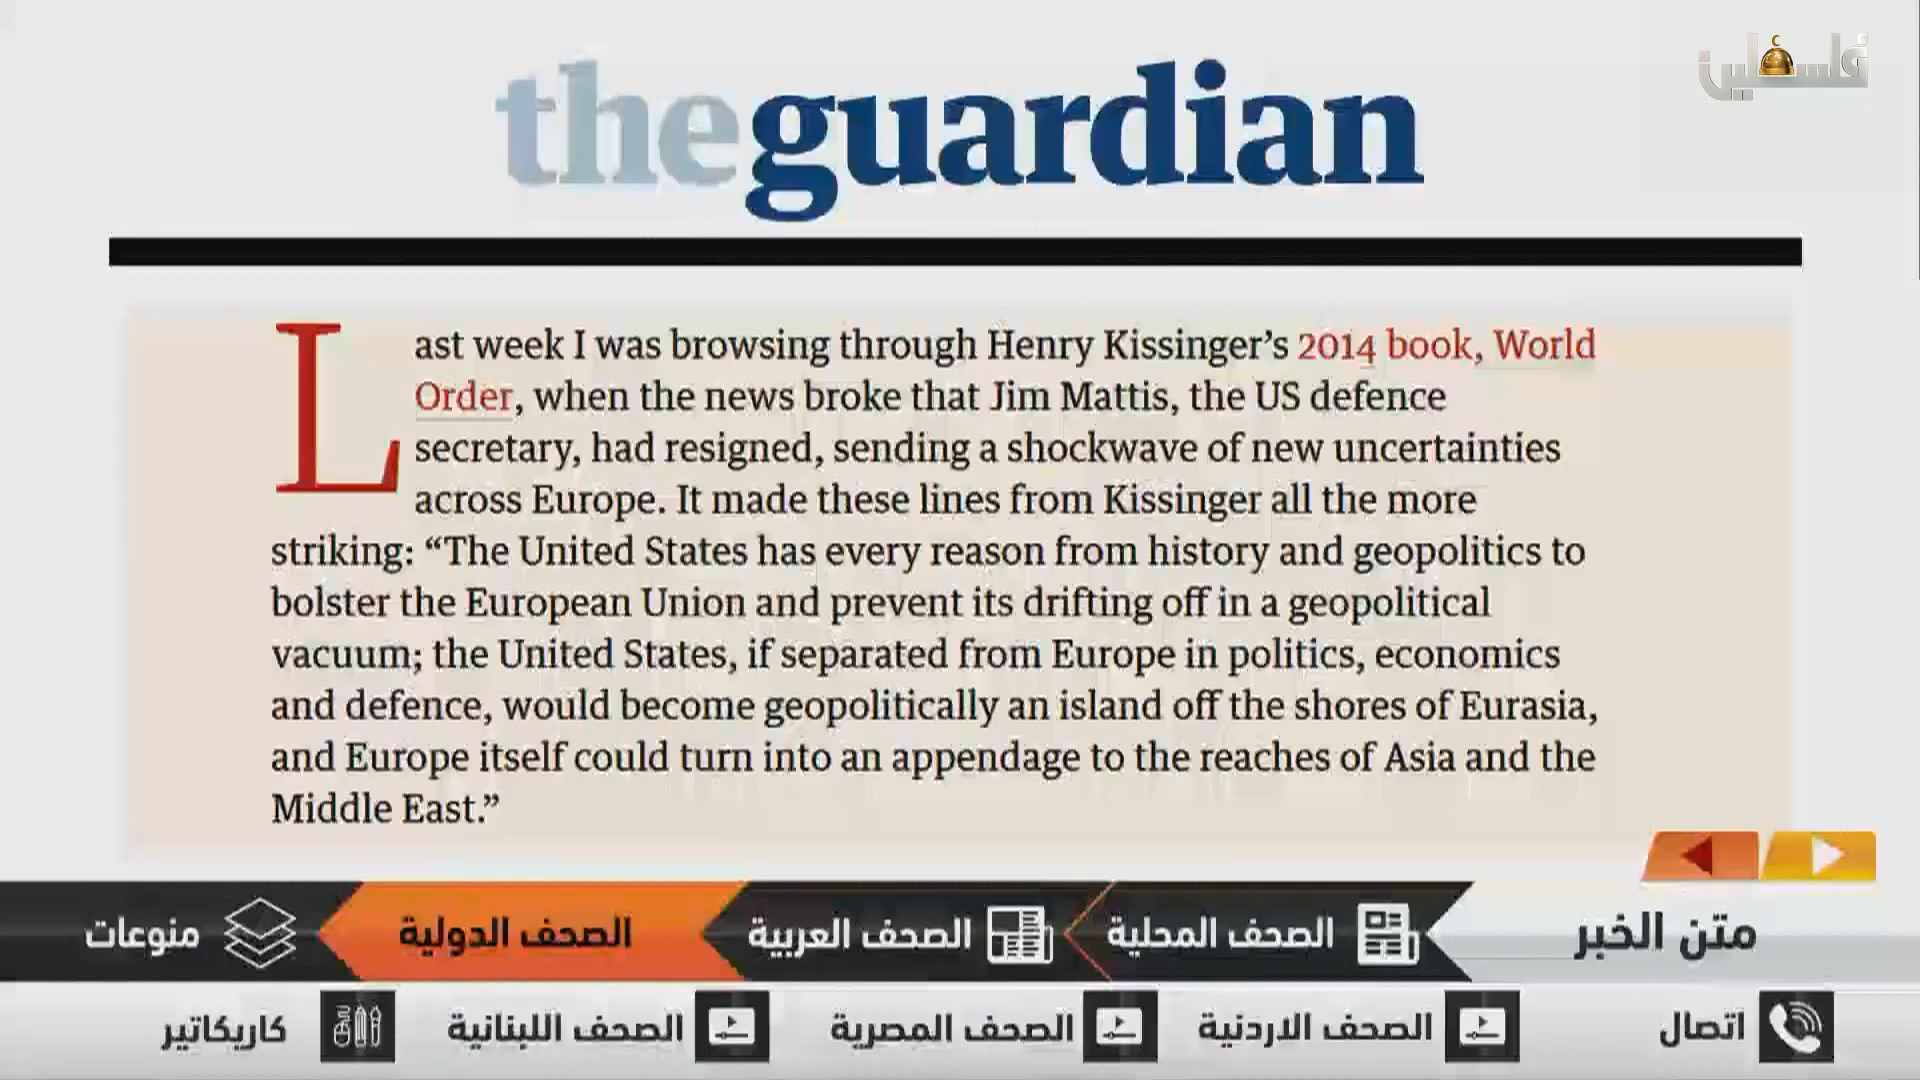 فلسطين
theguardian
Last week I was browsing through Henry Kissinger’s 2014 book, World
Order, when the news broke that Jim Mattis, the US defence
secretary, had resigned, sending a shockwave of new uncertainties
across Europe. It made these lines from Kissinger all the more
striking: “The United States has every reason from history and geopolitics to
bolster the European Union and prevent its drifting off in a geopolitical
vacuum; the United States, if separated from Europe in politics, economics
and defence, would become geopolitically an island off the shores of Eurasia,
and Europe itself could turn into an appendage to the reaches of Asia and the
Middle East.”
متن الخبر
الصحف المحلية
الصحف العربية
الصحف الدولية
منوعات
اتصال
الصحف الاردنية
الصحف المصرية
الصحف اللبنانية
كاريكاتير